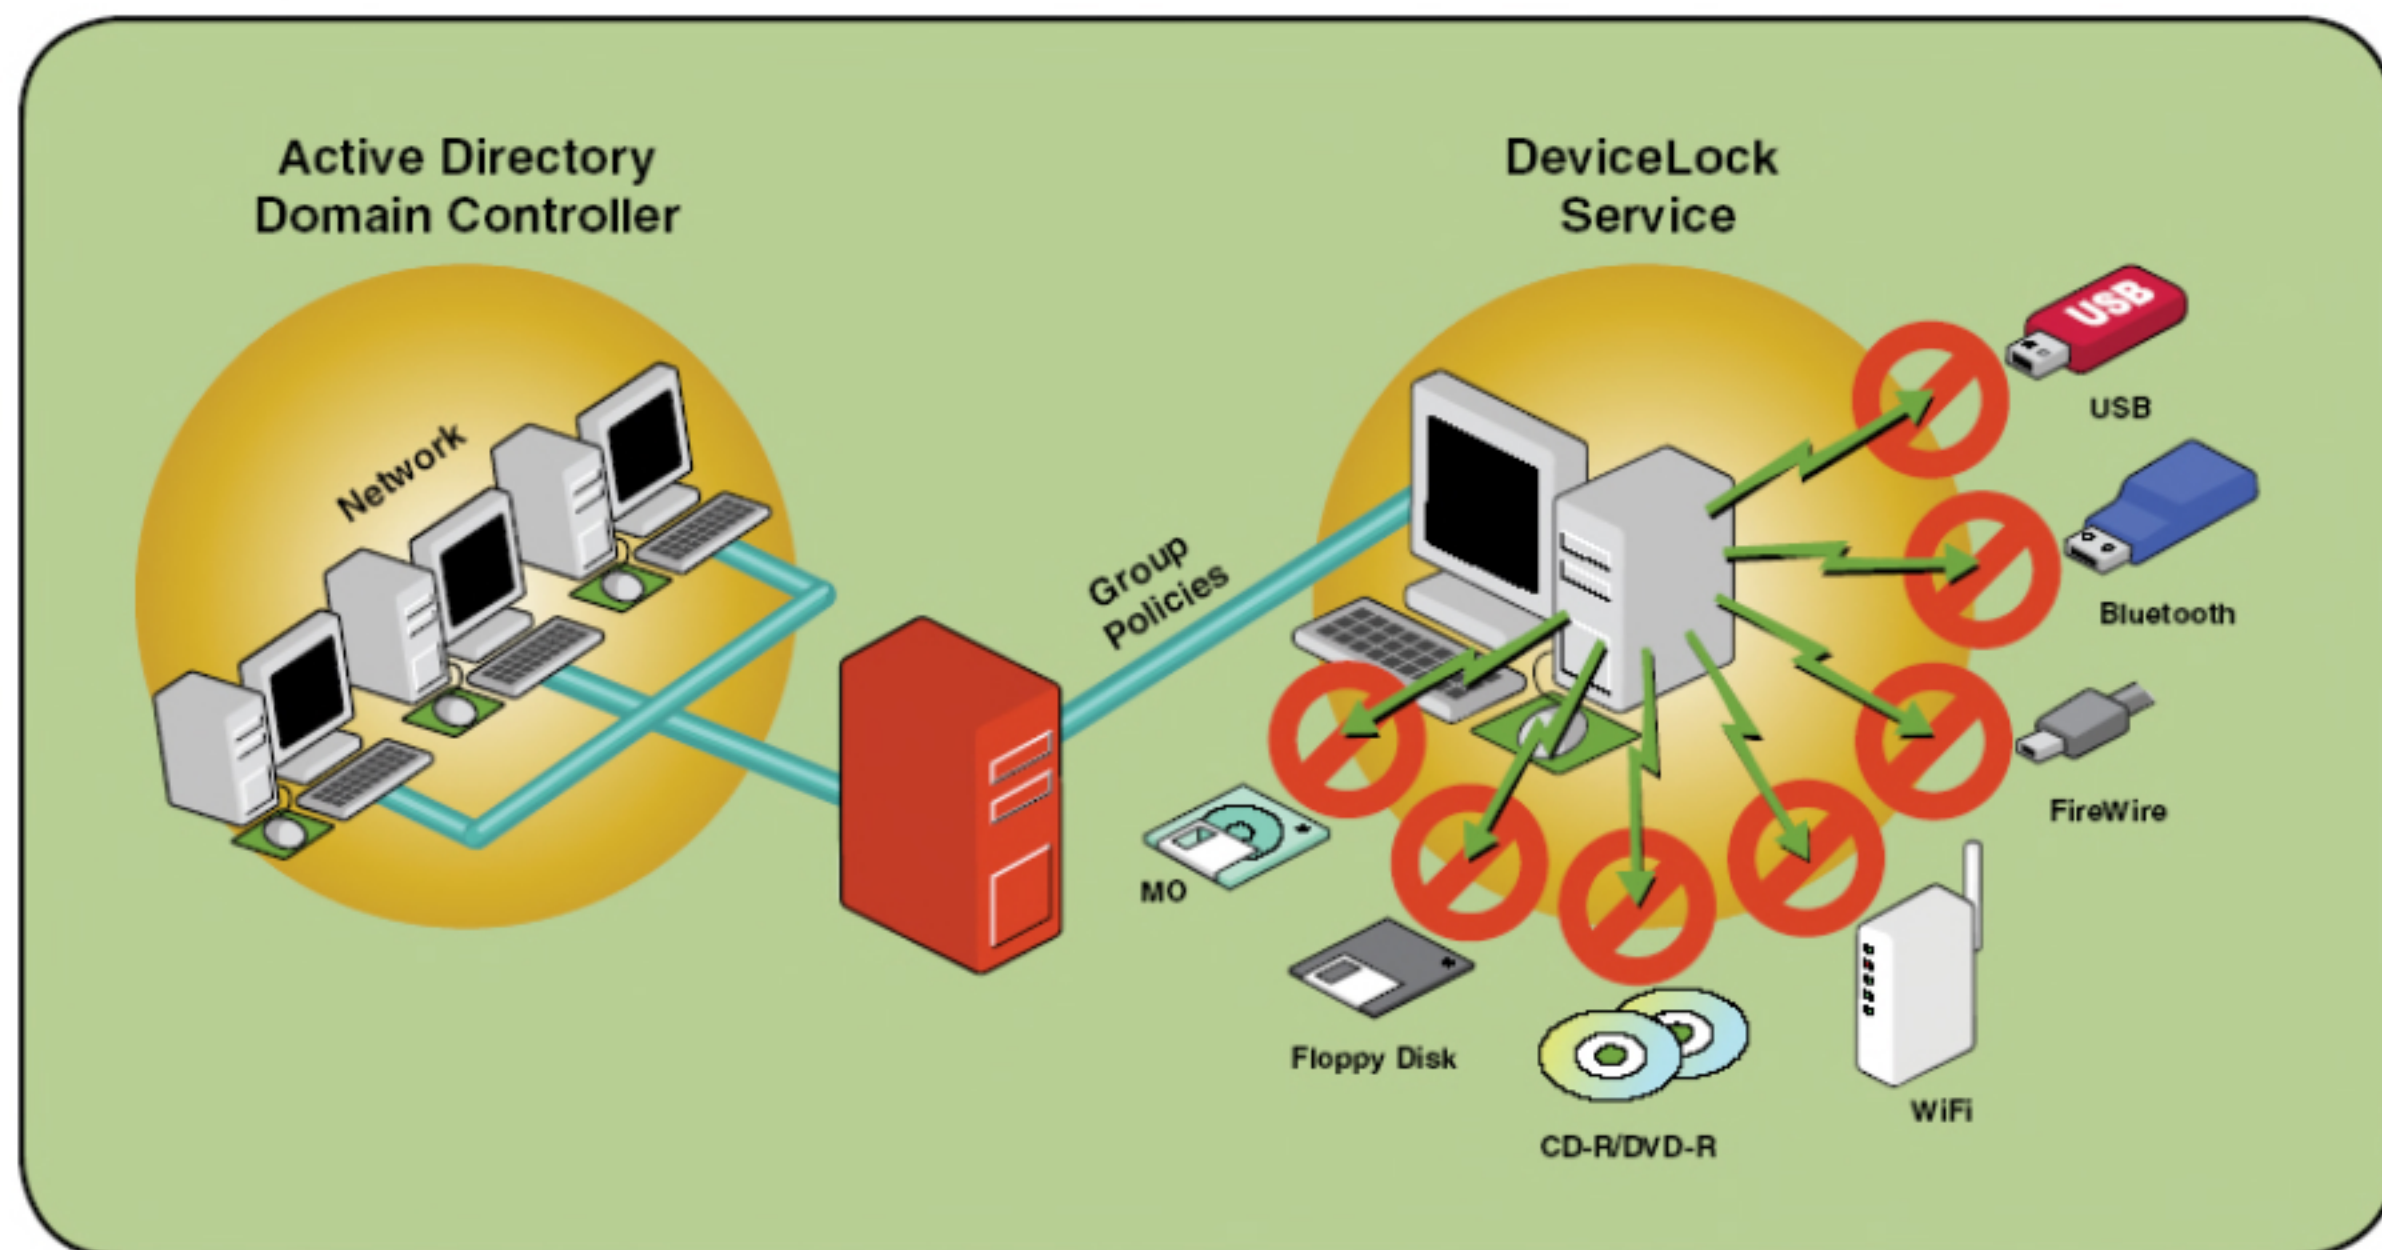 Active Directory
Domain Controller
DeviceLock
Service
Network
Group
Policies
USB
USB
Bluetooth
FireWire
MO
Floppy Disk
CD-R/DVD-R
WiFi